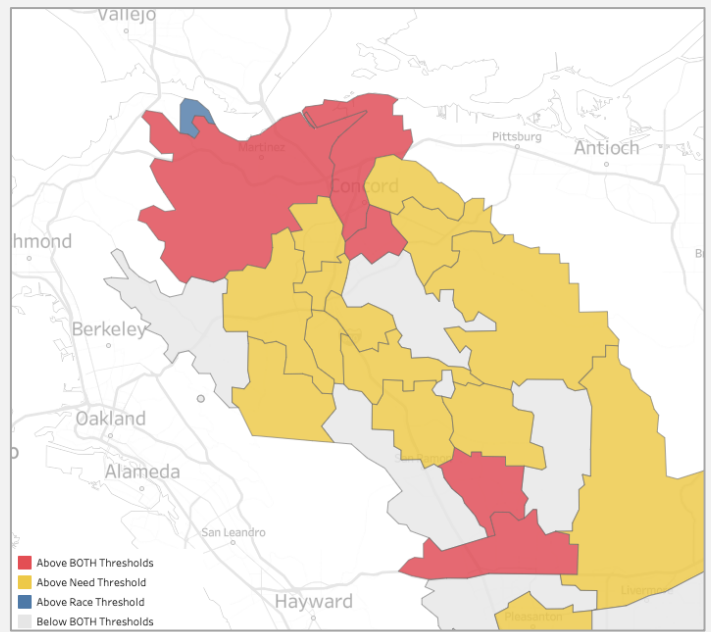 Vallejo
Pittsburg
Antioch
Martinez
Concord
hmond
B
Berkeley
Oakland
Alameda
San Leandro
Hayward
Pleasanton
Above BOTH Thresholds
Above Need Threshold
Above Race Threshold
Below BOTH Thresholds